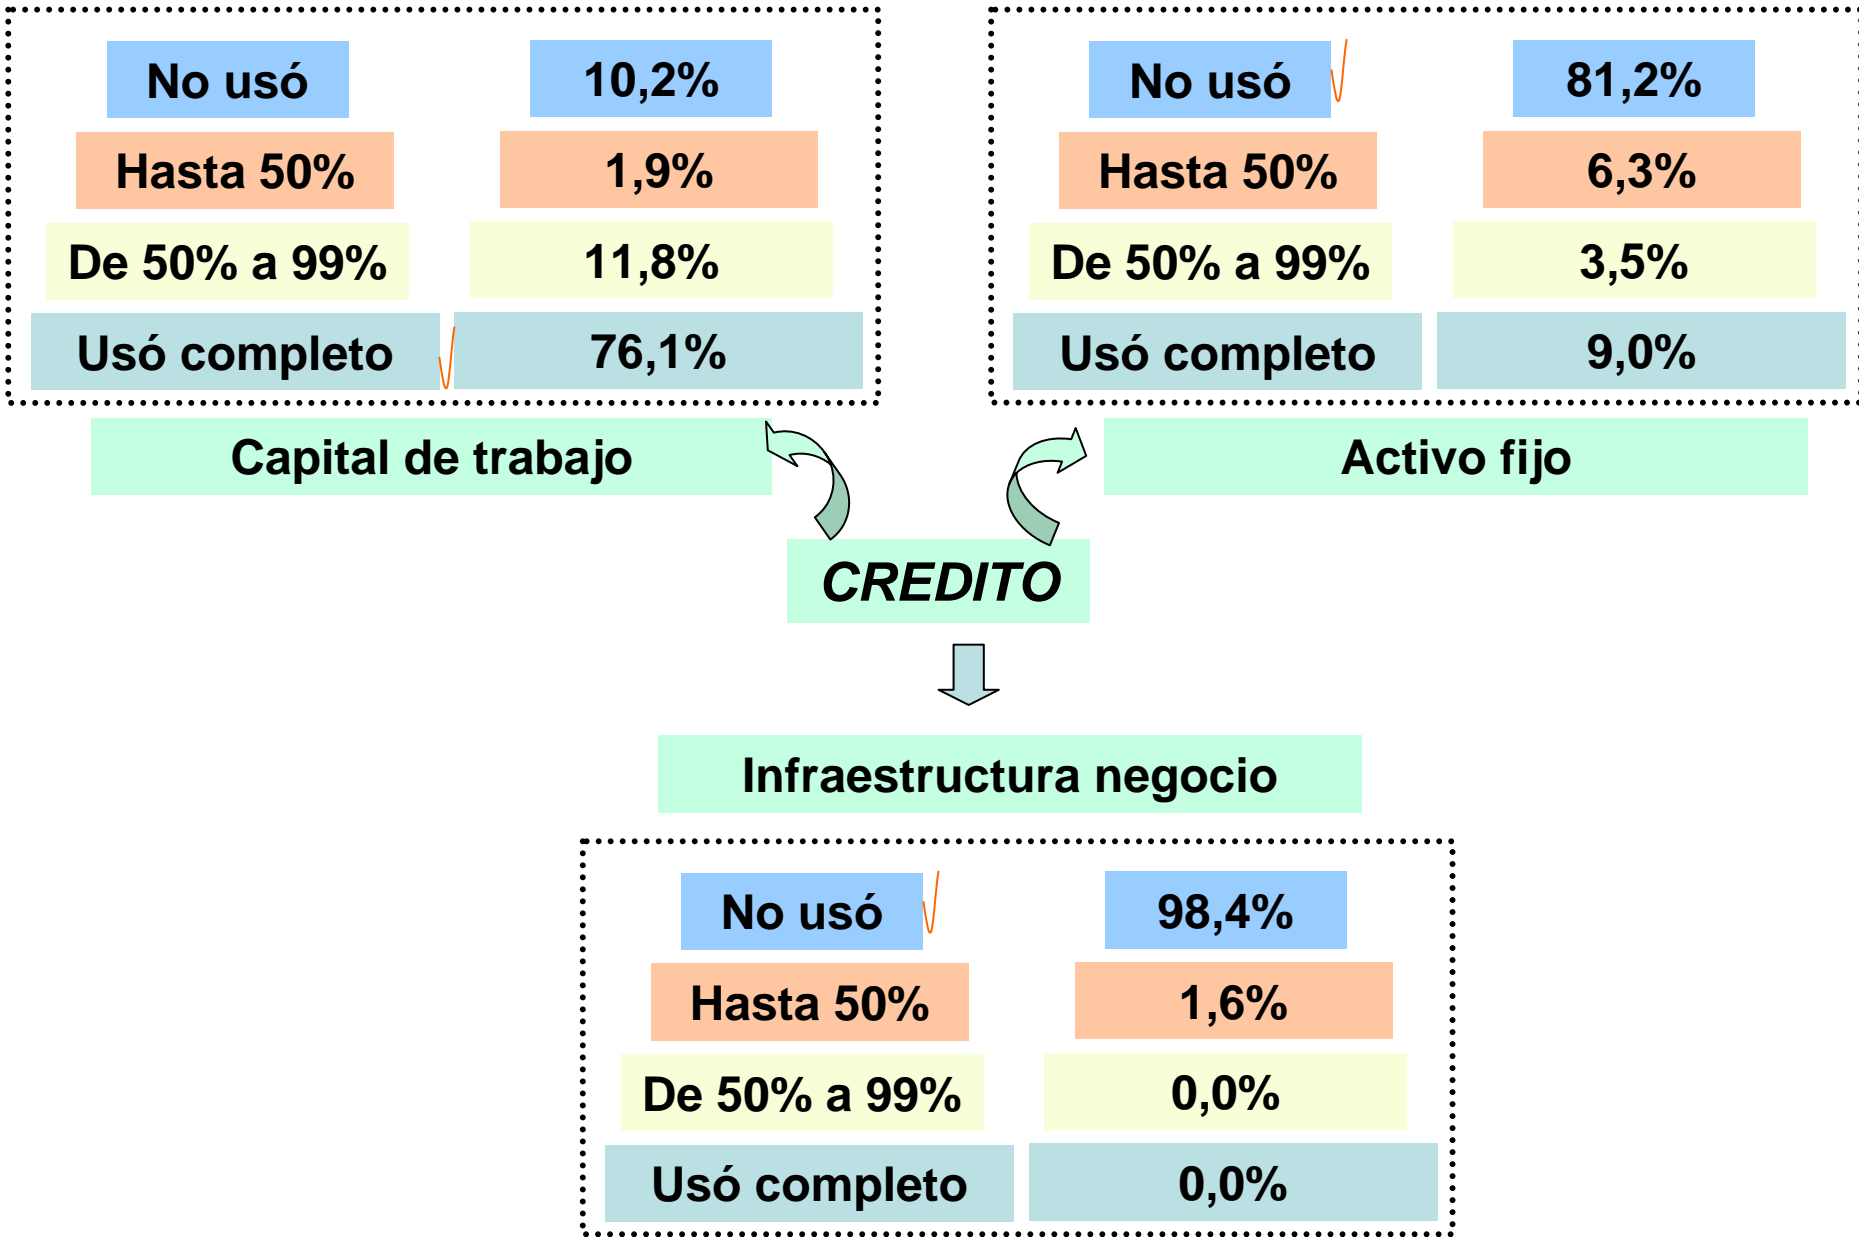 No usó 10,2%
Hasta 50% 1,9%
De 50% a 99% 11,8%
Usó completo 76,1%
Capital de trabajo
No usó 81,2%
Hasta 50% 6,3%
De 50% a 99% 3,5%
Usó completo 9,0%
Activo fijo
CREDITO
Infraestructura negocio
No usó 98,4%
Hasta 50% 1,6%
De 50% a 99% 0,0%
Usó completo 0,0%